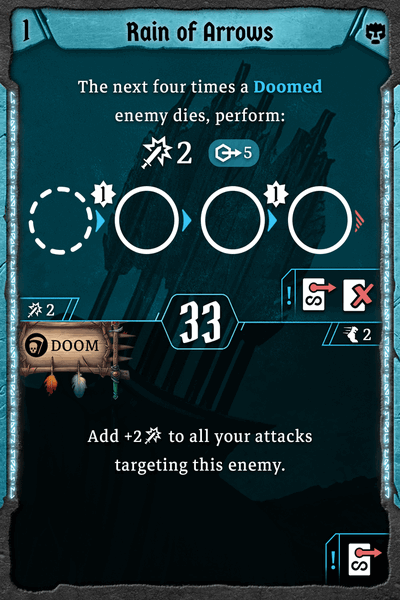 1 Rain of Arrows
The next four times a Doomed
enemy dies, perform:
2 5
1 1
! S
2
33
2
DOOM
Add +2 to all your attacks
targeting this enemy.
! S